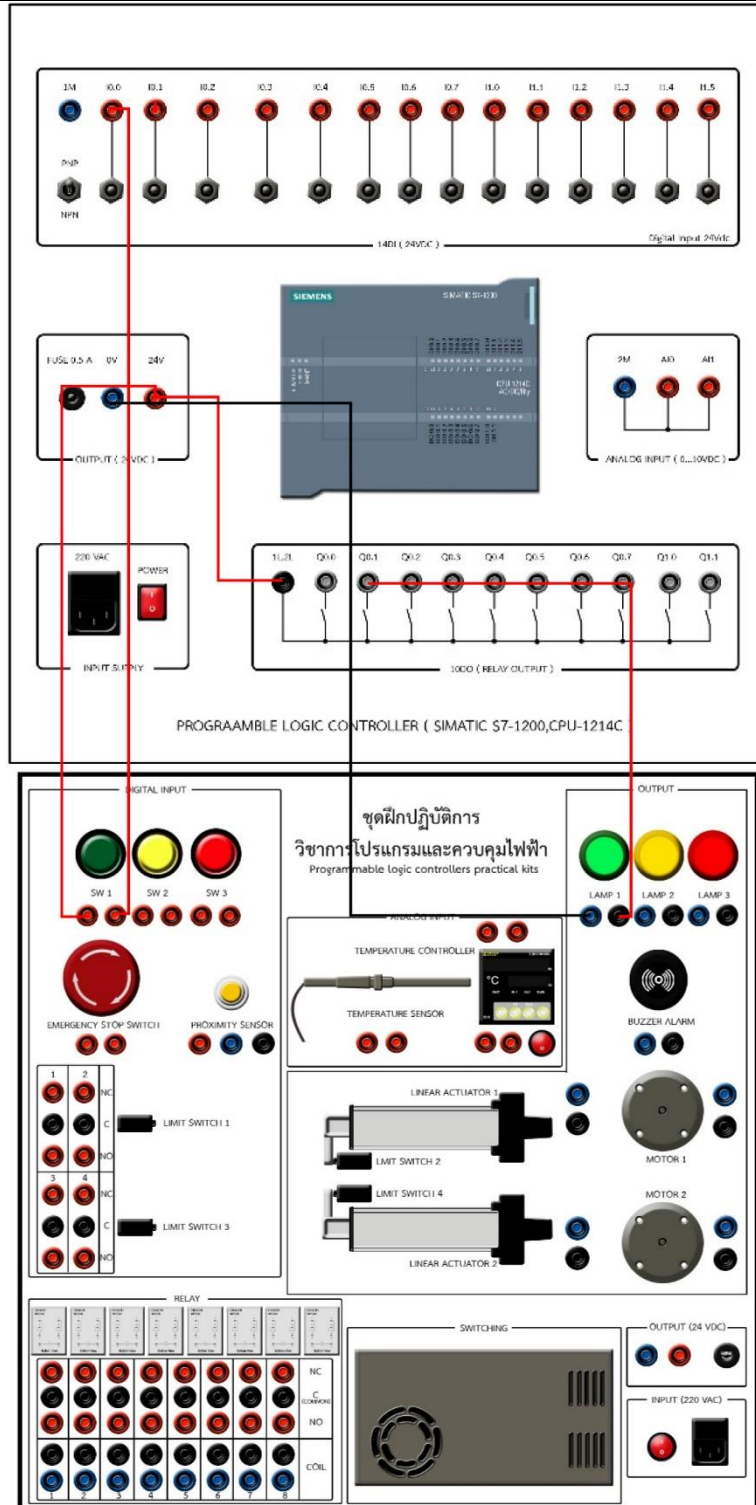 1M I0.0 I0.1 I0.2 I0.3 I0.4 I0.5 I0.6 I0.7 I1.0 I1.1 I1.2 I1.3 I1.4 I1.5
PNP
NPN
14DI ( 24VDC )
Digital Input 24Vdc
SIEMENS
SIMATIC S7-1200
CPU 1214C
AC/DC/Rly
FUSE 0.5 A 0V 24V
OUTPUT ( 24VDC )
2M AI0 AI1
ANALOG INPUT ( 0...10VDC )
220 VAC
POWER
INPUT SUPPLY
1L,2L Q0.0 Q0.1 Q0.2 Q0.3 Q0.4 Q0.5 Q0.6 Q0.7 Q1.0 Q1.1
10DO ( RELAY OUTPUT )
PROGRAAMBLE LOGIC CONTROLLER ( SIMATIC S7-1200,CPU-1214C )
DIGITAL INPUT
SW 1 SW 2 SW 3
EMERGENCY STOP SWITCH
PROXIMITY SENSOR
1 2
NC
C
NO
LIMIT SWITCH 1
3 4
NC
C
NO
LIMIT SWITCH 3
ชุดฝึกปฏิบัติการ
วิชาการโปรแกรมและควบคุมไฟฟ้า
Programmable logic controllers practical kits
ANALOG INPUT
TEMPERATURE CONTROLLER
°C
TEMPERATURE SENSOR
OUTPUT
LAMP 1 LAMP 2 LAMP 3
BUZZER ALARM
LINEAR ACTUATOR 1
LMIT SWITCH 2
LIMIT SWITCH 4
LINEAR ACTUATOR 2
MOTOR 1
MOTOR 2
RELAY
NC
C
(COMMON)
NO
COIL
1 2 3 4 5 6 7 8
SWITCHING
OUTPUT (24 VDC)
INPUT (220 VAC)